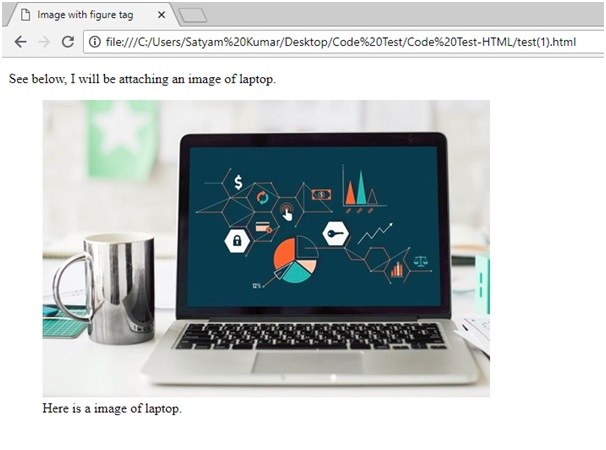 Image with figure tag
file:///C:/Users/Satyam%20Kumar/Desktop/Code%20Test/Code%20Test-HTML/test(1).html
See below, I will be attaching an image of laptop.
$
12%
Here is a image of laptop.